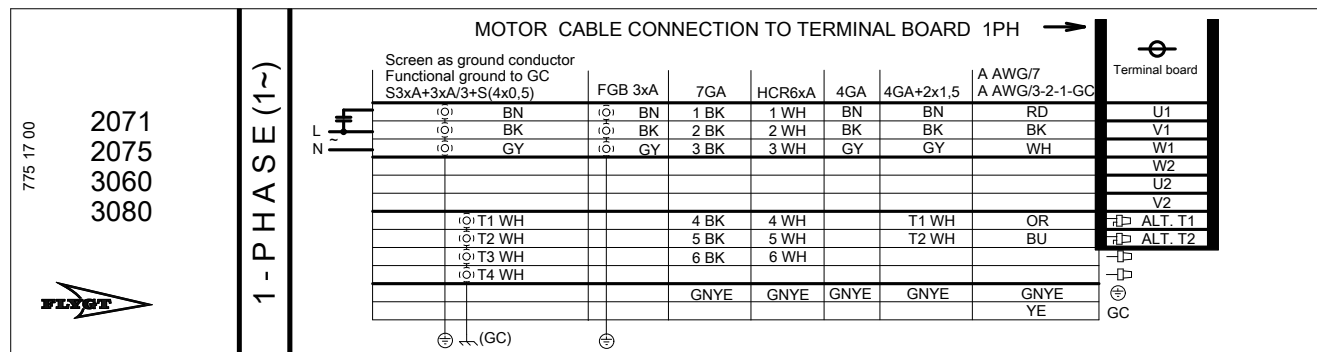 775 17 00
2071
2075
3060
3080
FLYGT
1 - PHASE (1~)
MOTOR CABLE CONNECTION TO TERMINAL BOARD 1PH
Screen as ground conductor
Functional ground to GC
S3xA+3xA/3+S(4x0,5) FGB 3xA 7GA HCR6xA 4GA 4GA+2x1,5 A AWG/7
A AWG/3-2-1-GC Terminal board
BN BN 1 BK 1 WH BN BN RD U1
L ~ BK BK 2 BK 2 WH BK BK BK V1
N GY GY 3 BK 3 WH GY GY WH W1
W2
U2
V2
T1 WH 4 BK 4 WH T1 WH OR ALT. T1
T2 WH 5 BK 5 WH T2 WH BU ALT. T2
T3 WH 6 BK 6 WH
T4 WH
GNYE GNYE GNYE GNYE GNYE
YE GC
(GC)